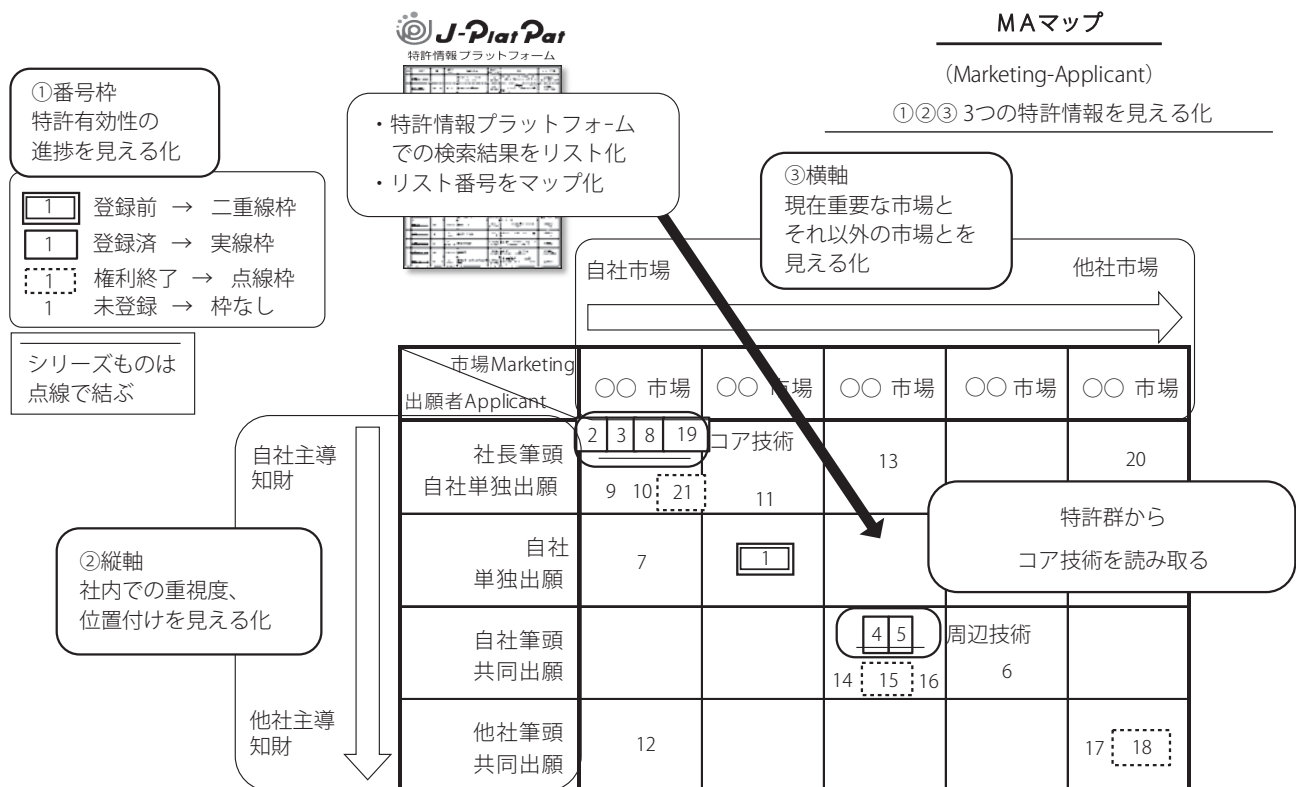 J-PlatPat
特許情報プラットフォーム
MAマップ
(Marketing-Applicant)
①②③ 3つの特許情報を見える化
①番号枠
特許有効性の
進捗を見える化
1 登録前 → 二重線枠
1 登録済 → 実線枠
1 権利終了 → 点線枠
1 未登録 → 枠なし
シリーズものは
点線で結ぶ
・特許情報プラットフォーム
での検索結果をリスト化
・リスト番号をマップ化
③横軸
現在重要な市場と
それ以外の市場とを
見える化
自社市場
他社市場
市場Marketing
出願者Applicant
○○ 市場
○○ 市場
○○ 市場
○○ 市場
○○ 市場
自社主導
知財
他社主導
知財
②縦軸
社内での重視度、
位置付けを見える化
社長筆頭
自社単独出願
2 3 8 19
コア技術
9 10 21
11
13
20
特許群から
コア技術を読み取る
自社
単独出願
7
1
自社筆頭
共同出願
4 5
周辺技術
14 15 16
6
他社筆頭
共同出願
12
17 18